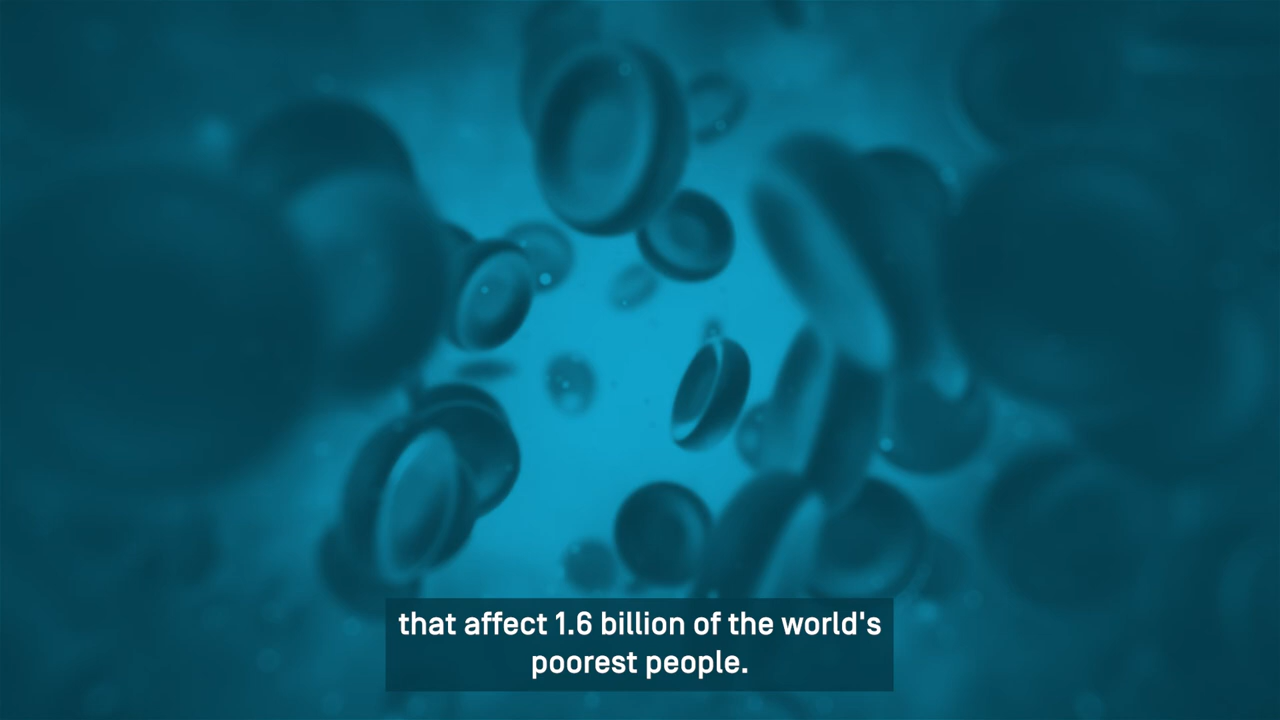 that affect 1.6 billion of the world's
poorest people.